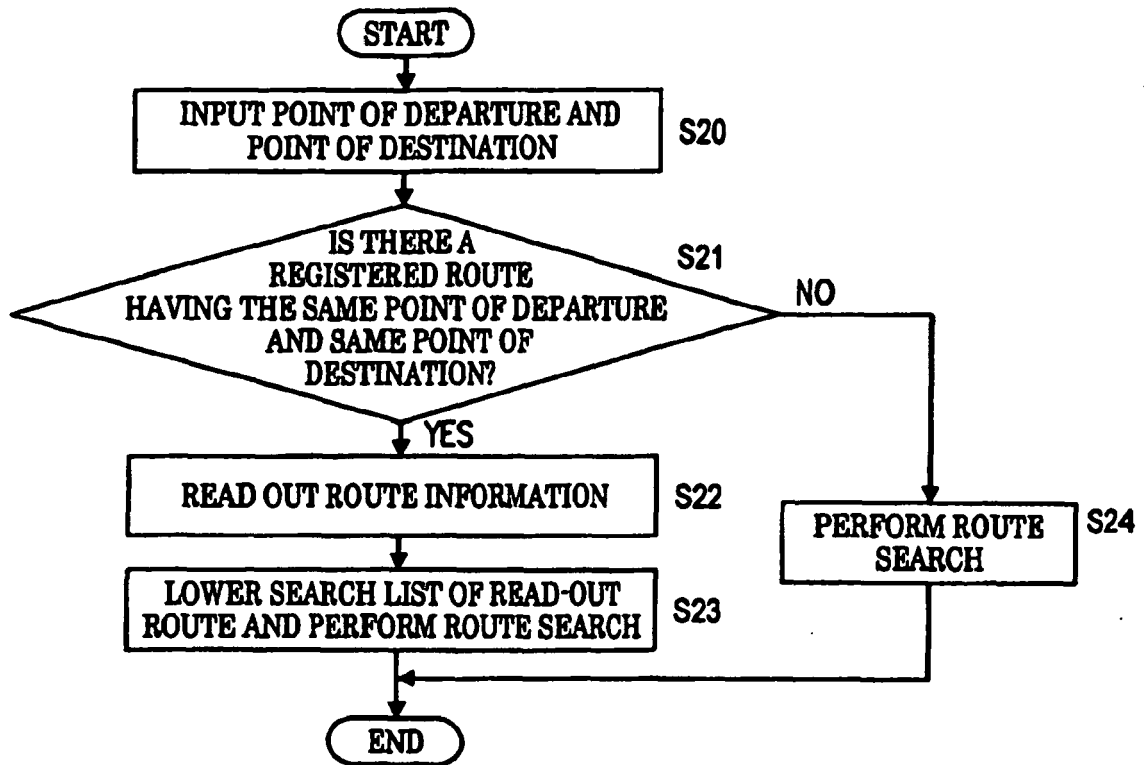 START
INPUT POINT OF DEPARTURE AND
POINT OF DESTINATION
S20
IS THERE A
REGISTERED ROUTE
HAVING THE SAME POINT OF DEPARTURE
AND SAME POINT OF
DESTINATION?
S21
NO
YES
READ OUT ROUTE INFORMATION
S22
LOWER SEARCH LIST OF READ-OUT
ROUTE AND PERFORM ROUTE SEARCH
S23
PERFORM ROUTE
SEARCH
S24
END